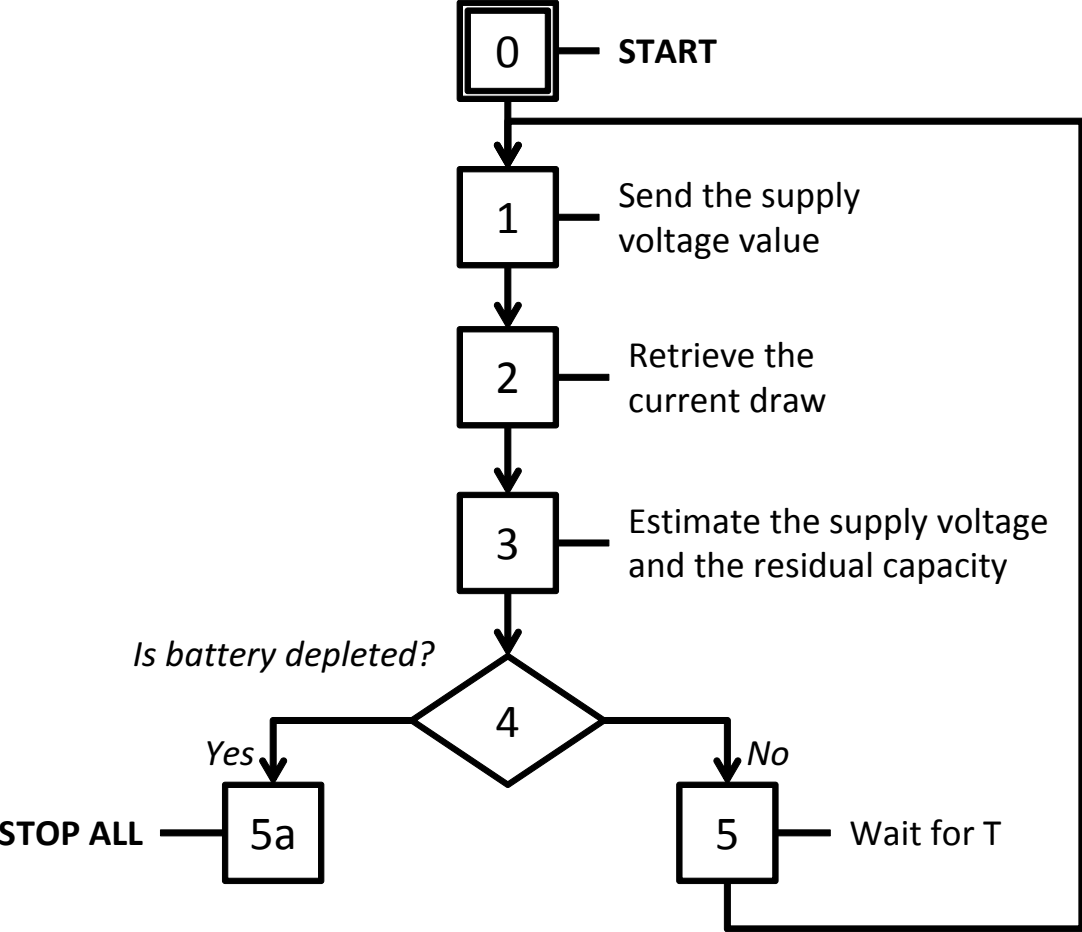 0
START
1
Send the supply
voltage value
2
Retrieve the
current draw
3
Estimate the supply voltage
and the residual capacity
Is battery depleted?
4
Yes
No
STOP ALL
5a
5
Wait for T